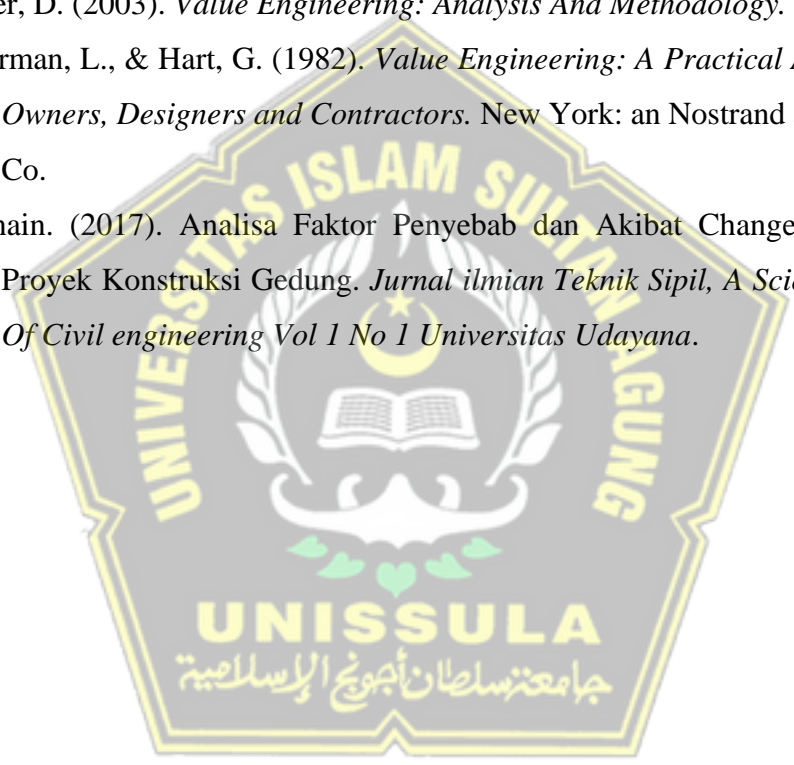 er, D. (2003). Value Engineering: Analysis And Methodology.
rman, L., & Hart, G. (1982). Value Engineering: A Practical A
Owners, Designers and Contractors. New York: an Nostrand
Co.
nain. (2017). Analisa Faktor Penyebab dan Akibat Change
Proyek Konstruksi Gedung. Jurnal ilmian Teknik Sipil, A Scie
Of Civil engineering Vol 1 No 1 Universitas Udayana.
UNIVERSITAS ISLAM SULTAN AGUNG
UNISSULA
جامعة سلطان أجونج الإسلامية